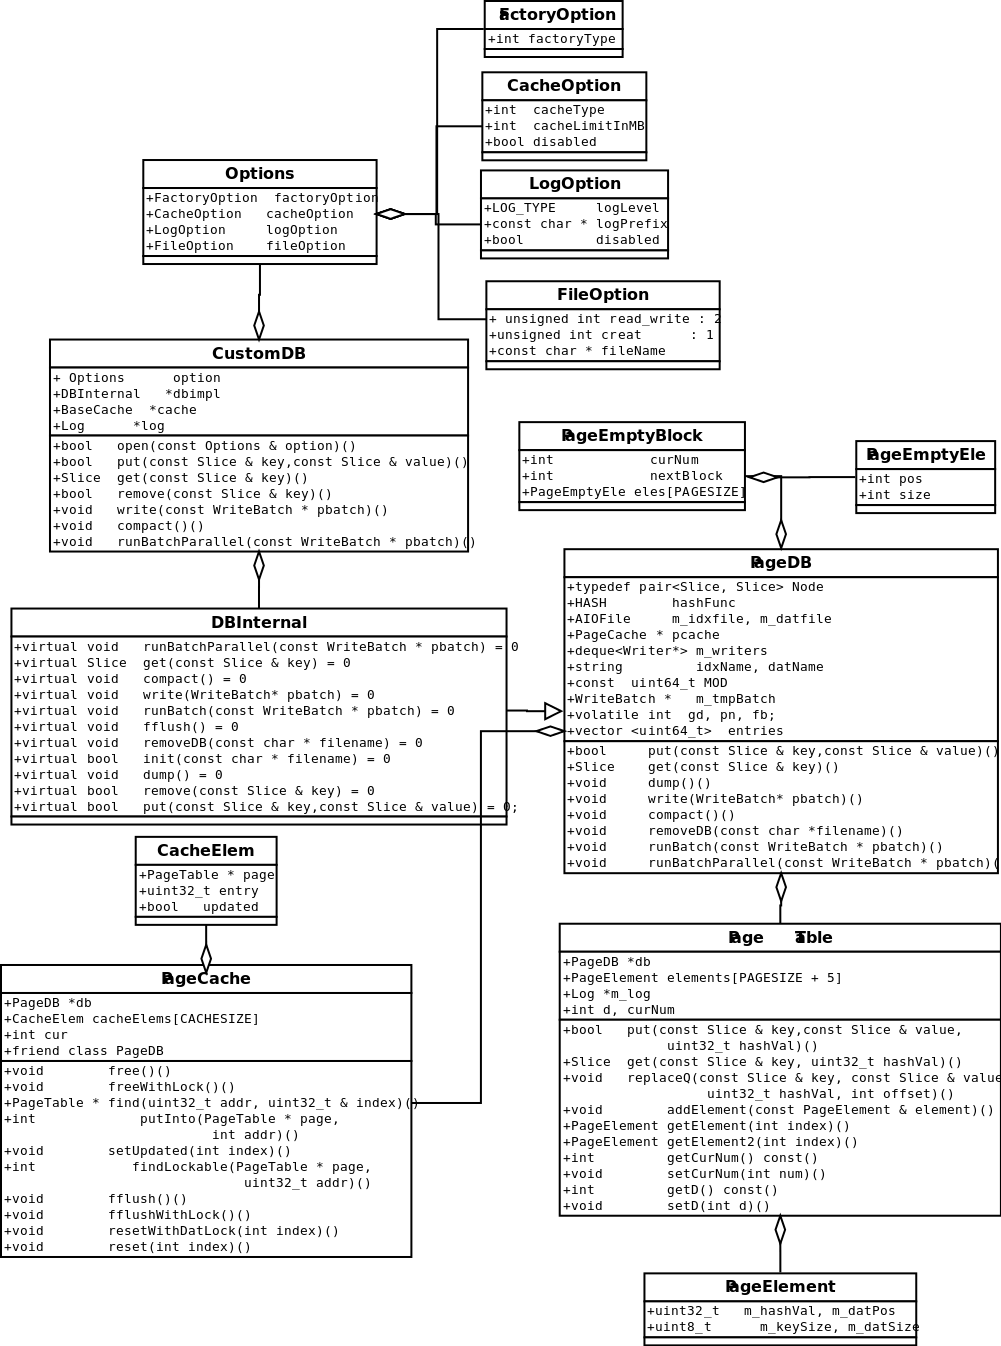 FactoryOption
+int factoryType
CacheOption
+int  cacheType
+int  cacheLimitInMB
+bool disabled
Options
+FactoryOption  factoryOption
+CacheOption   cacheOption
+LogOption     logOption
+FileOption    fileOption
LogOption
+LOG_TYPE     logLevel
+const char * logPrefix
+bool         disabled
FileOption
+ unsigned int read_write : 2
+unsigned int creat      : 1
+const char * fileName
CustomDB
+ Options      option
+DBInternal   *dbimpl
+BaseCache  *cache
+Log      *log
+bool   open(const Options & option)()
+bool   put(const Slice & key,const Slice & value)()
+Slice  get(const Slice & key)()
+bool   remove(const Slice & key)()
+void   write(const WriteBatch * pbatch)()
+void   compact()()
+void   runBatchParallel(const WriteBatch * pbatch)()
PageEmptyBlock
+int            curNum
+int            nextBlock
+PageEmptyEle eles[PAGESIZE]
PageEmptyEle
+int pos
+int size
PageDB
+typedef pair<Slice, Slice> Node
+HASH        hashFunc
+AIOFile     m_idxfile, m_datfile
+PageCache * pcache
+deque<Writer*> m_writers
+string         idxName, datName
+const  uint64_t MOD
+WriteBatch *   m_tmpBatch
+volatile int  gd, pn, fb;
+vector <uint64_t>  entries
+bool     put(const Slice & key,const Slice & value)()
+Slice    get(const Slice & key)()
+void     dump()()
+void     write(WriteBatch* pbatch)()
+void     compact()()
+void     removeDB(const char *filename)()
+void     runBatch(const WriteBatch * pbatch)()
+void     runBatchParallel(const WriteBatch * pbatch)(
DBInternal
+virtual void   runBatchParallel(const WriteBatch * pbatch) = 0
+virtual Slice  get(const Slice & key) = 0
+virtual void   compact() = 0
+virtual void   write(WriteBatch* pbatch) = 0
+virtual void   runBatch(const WriteBatch * pbatch) = 0
+virtual void   fflush() = 0
+virtual void   removeDB(const char * filename) = 0
+virtual bool   init(const char * filename) = 0
+virtual void   dump() = 0
+virtual bool   remove(const Slice & key) = 0
+virtual bool   put(const Slice & key,const Slice & value) = 0;
CacheElem
+PageTable * page
+uint32_t entry
+bool   updated
PageCache
+PageDB *db
+CacheElem cacheElems[CACHESIZE]
+int cur
+friend class PageDB
+void        free()()
+void        freeWithLock()()
+PageTable * find(uint32_t addr, uint32_t & index)()
+int             putInto(PageTable * page,
int addr)()
+void        setUpdated(int index)()
+int            findLockable(PageTable * page,
uint32_t addr)()
+void        fflush()()
+void        fflushWithLock()()
+void        resetWithDatLock(int index)()
+void        reset(int index)()
Page Table
+PageDB *db
+PageElement elements[PAGESIZE + 5]
+Log *m_log
+int d, curNum
+bool   put(const Slice & key,const Slice & value,
uint32_t hashVal)()
+Slice  get(const Slice & key, uint32_t hashVal)()
+void   replaceQ(const Slice & key, const Slice & value
uint32_t hashVal, int offset)()
+void        addElement(const PageElement & element)()
+PageElement getElement(int index)()
+PageElement getElement2(int index)()
+int         getCurNum() const()
+void        setCurNum(int num)()
+int         getD() const()
+void        setD(int d)()
PageElement
+uint32_t   m_hashVal, m_datPos
+uint8_t      m_keySize, m_datSize